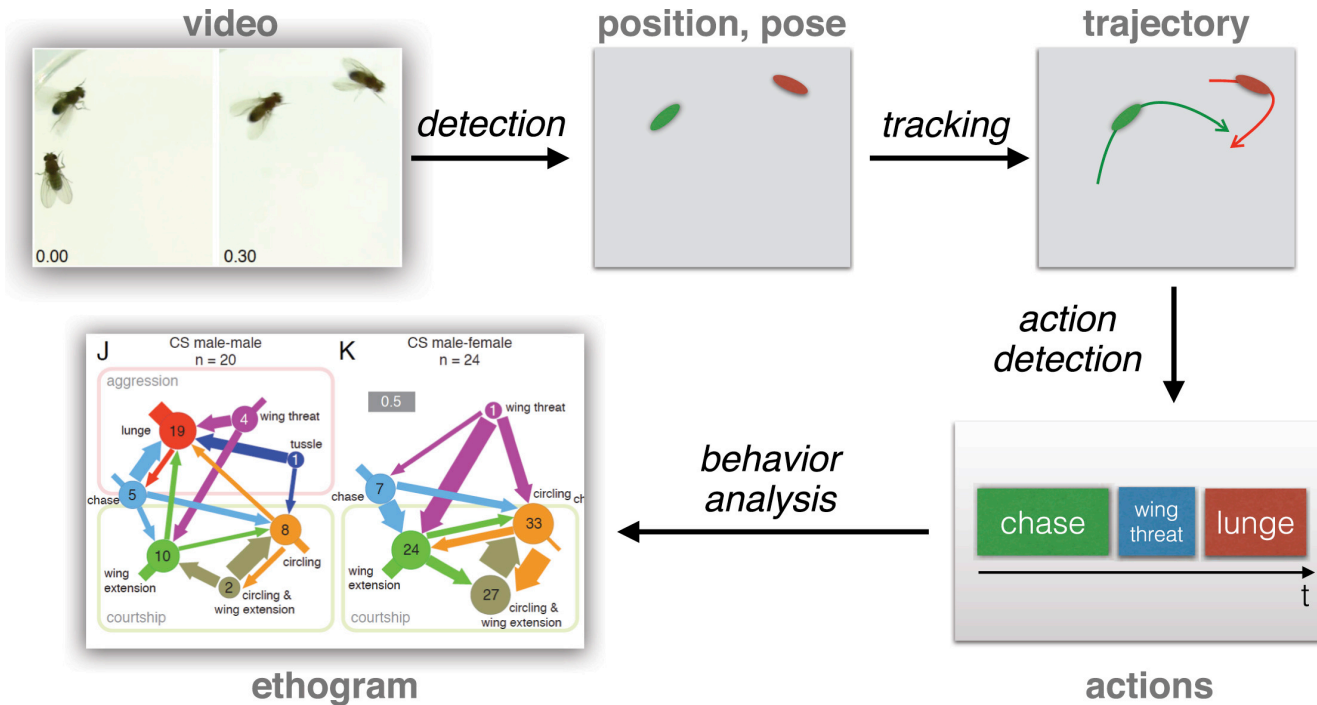 video
position, pose
trajectory
0.00
0.30
detection
tracking
action
detection
J
CS male-male
n = 20
K
CS male-female
n = 24
aggression
0.5
lunge
19
4
wing threat
1
wing threat
tussle
1
chase
5
chase
7
circling
ch
8
33
10
24
circling
wing
extension
2
circling &
wing extension
wing
extension
27
circling &
wing extension
courtship
courtship
behavior
analysis
chase
wing
threat
lunge
t
ethogram
actions